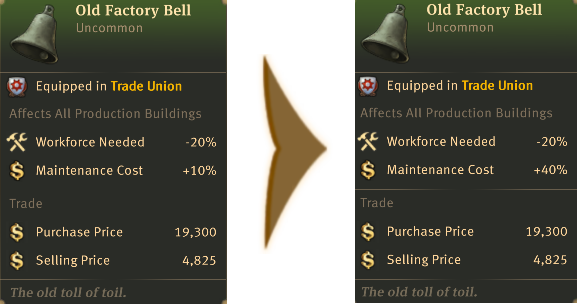 Old Factory Bell
Uncommon
Equipped in Trade Union
Affects All Production Buildings
Workforce Needed -20%
Maintenance Cost +10%
Trade
Purchase Price 19,300
Selling Price 4,825
The old toll of toil.
Old Factory Bell
Uncommon
Equipped in Trade Union
Affects All Production Buildings
Workforce Needed -20%
Maintenance Cost +40%
Trade
Purchase Price 19,300
Selling Price 4,825
The old toll of toil.